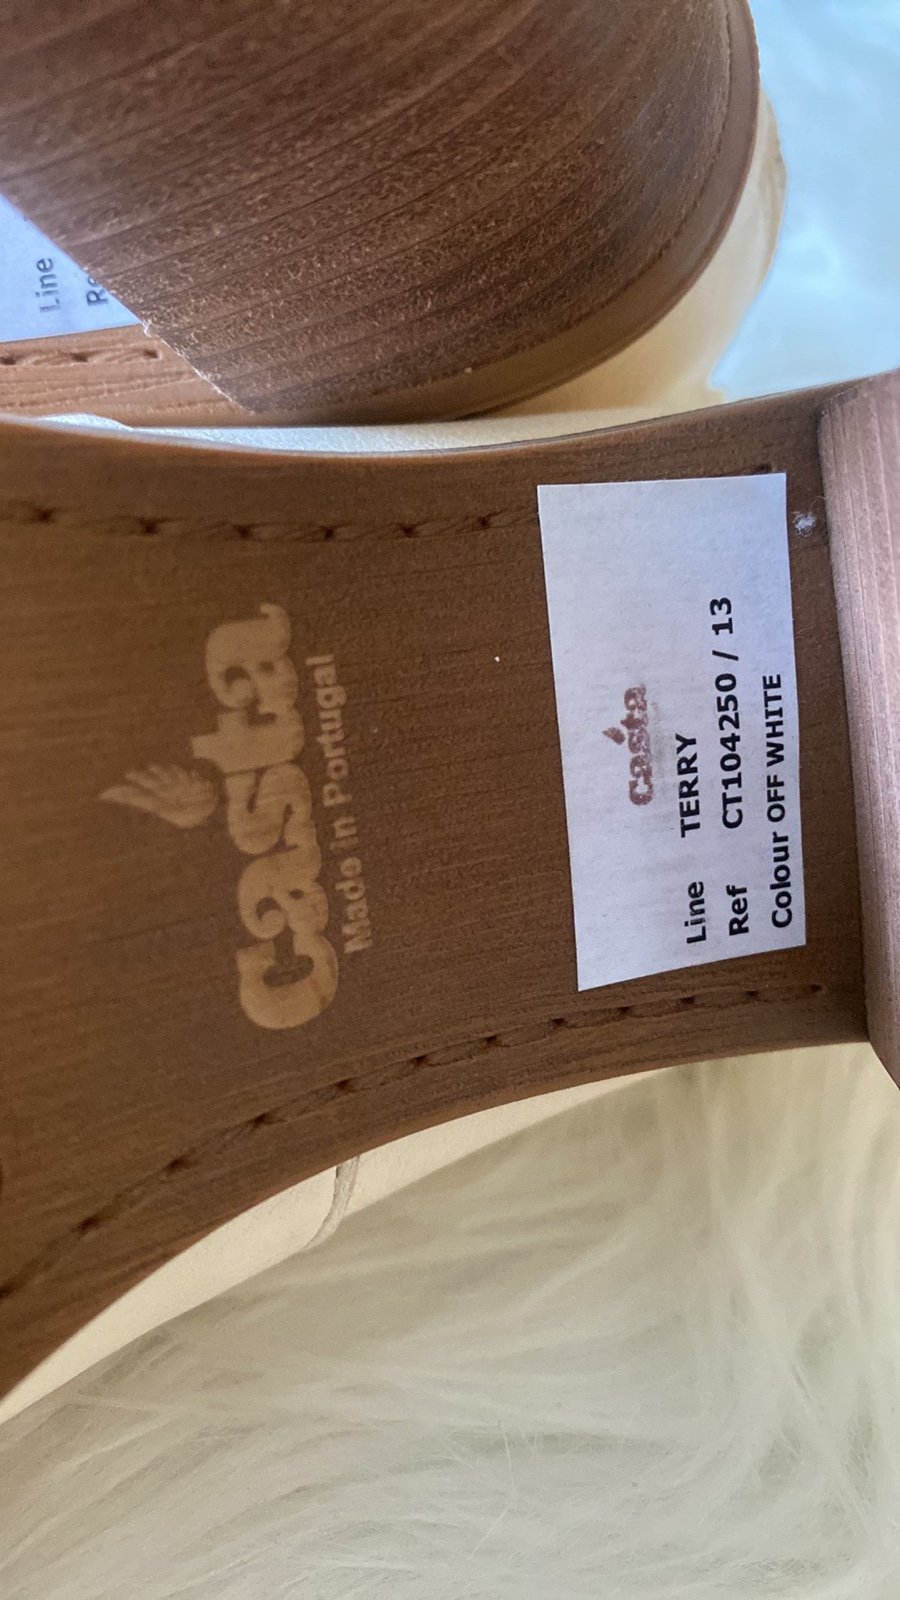 Casta
Made in Portugal
Casta
Line TERRY
Ref CT104250 / 13
Colour OFF WHITE
Line